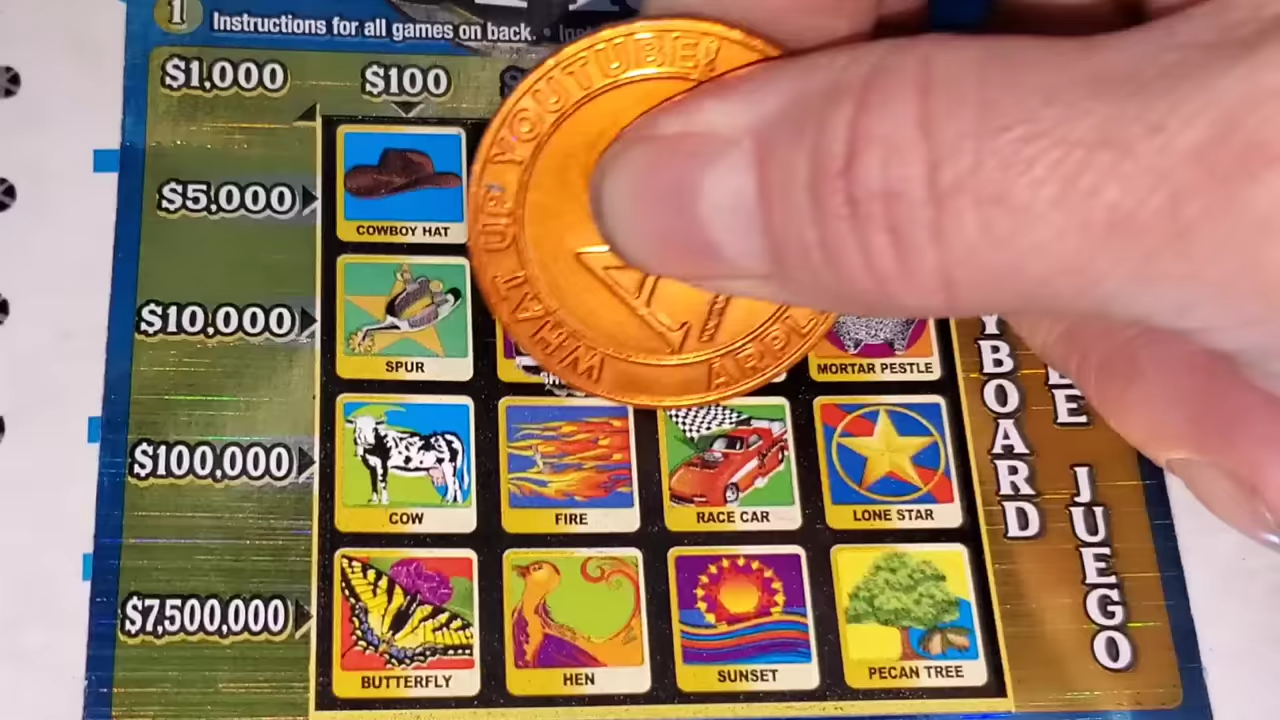 1 Instructions for all games on back. •
$1,000 $100
WHAT UP YOUTUBE!
$5,000
COWBOY HAT
$10,000
SPUR
MORTAR PESTLE
$100,000
COW FIRE RACE CAR LONE STAR
$7,500,000
BUTTERFLY HEN SUNSET PECAN TREE
YBOARD
E JUEGO